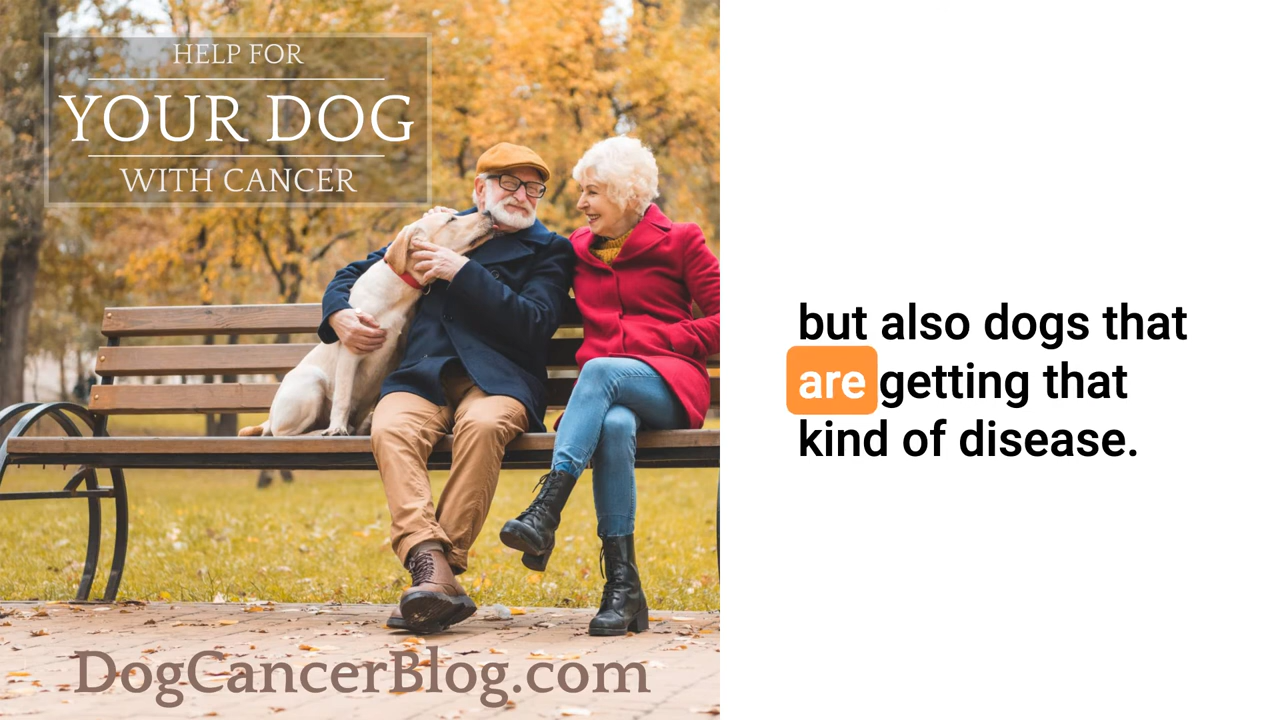 HELP FOR
YOUR DOG
WITH CANCER
DogCancerBlog.com
but also dogs that
are getting that
kind of disease.